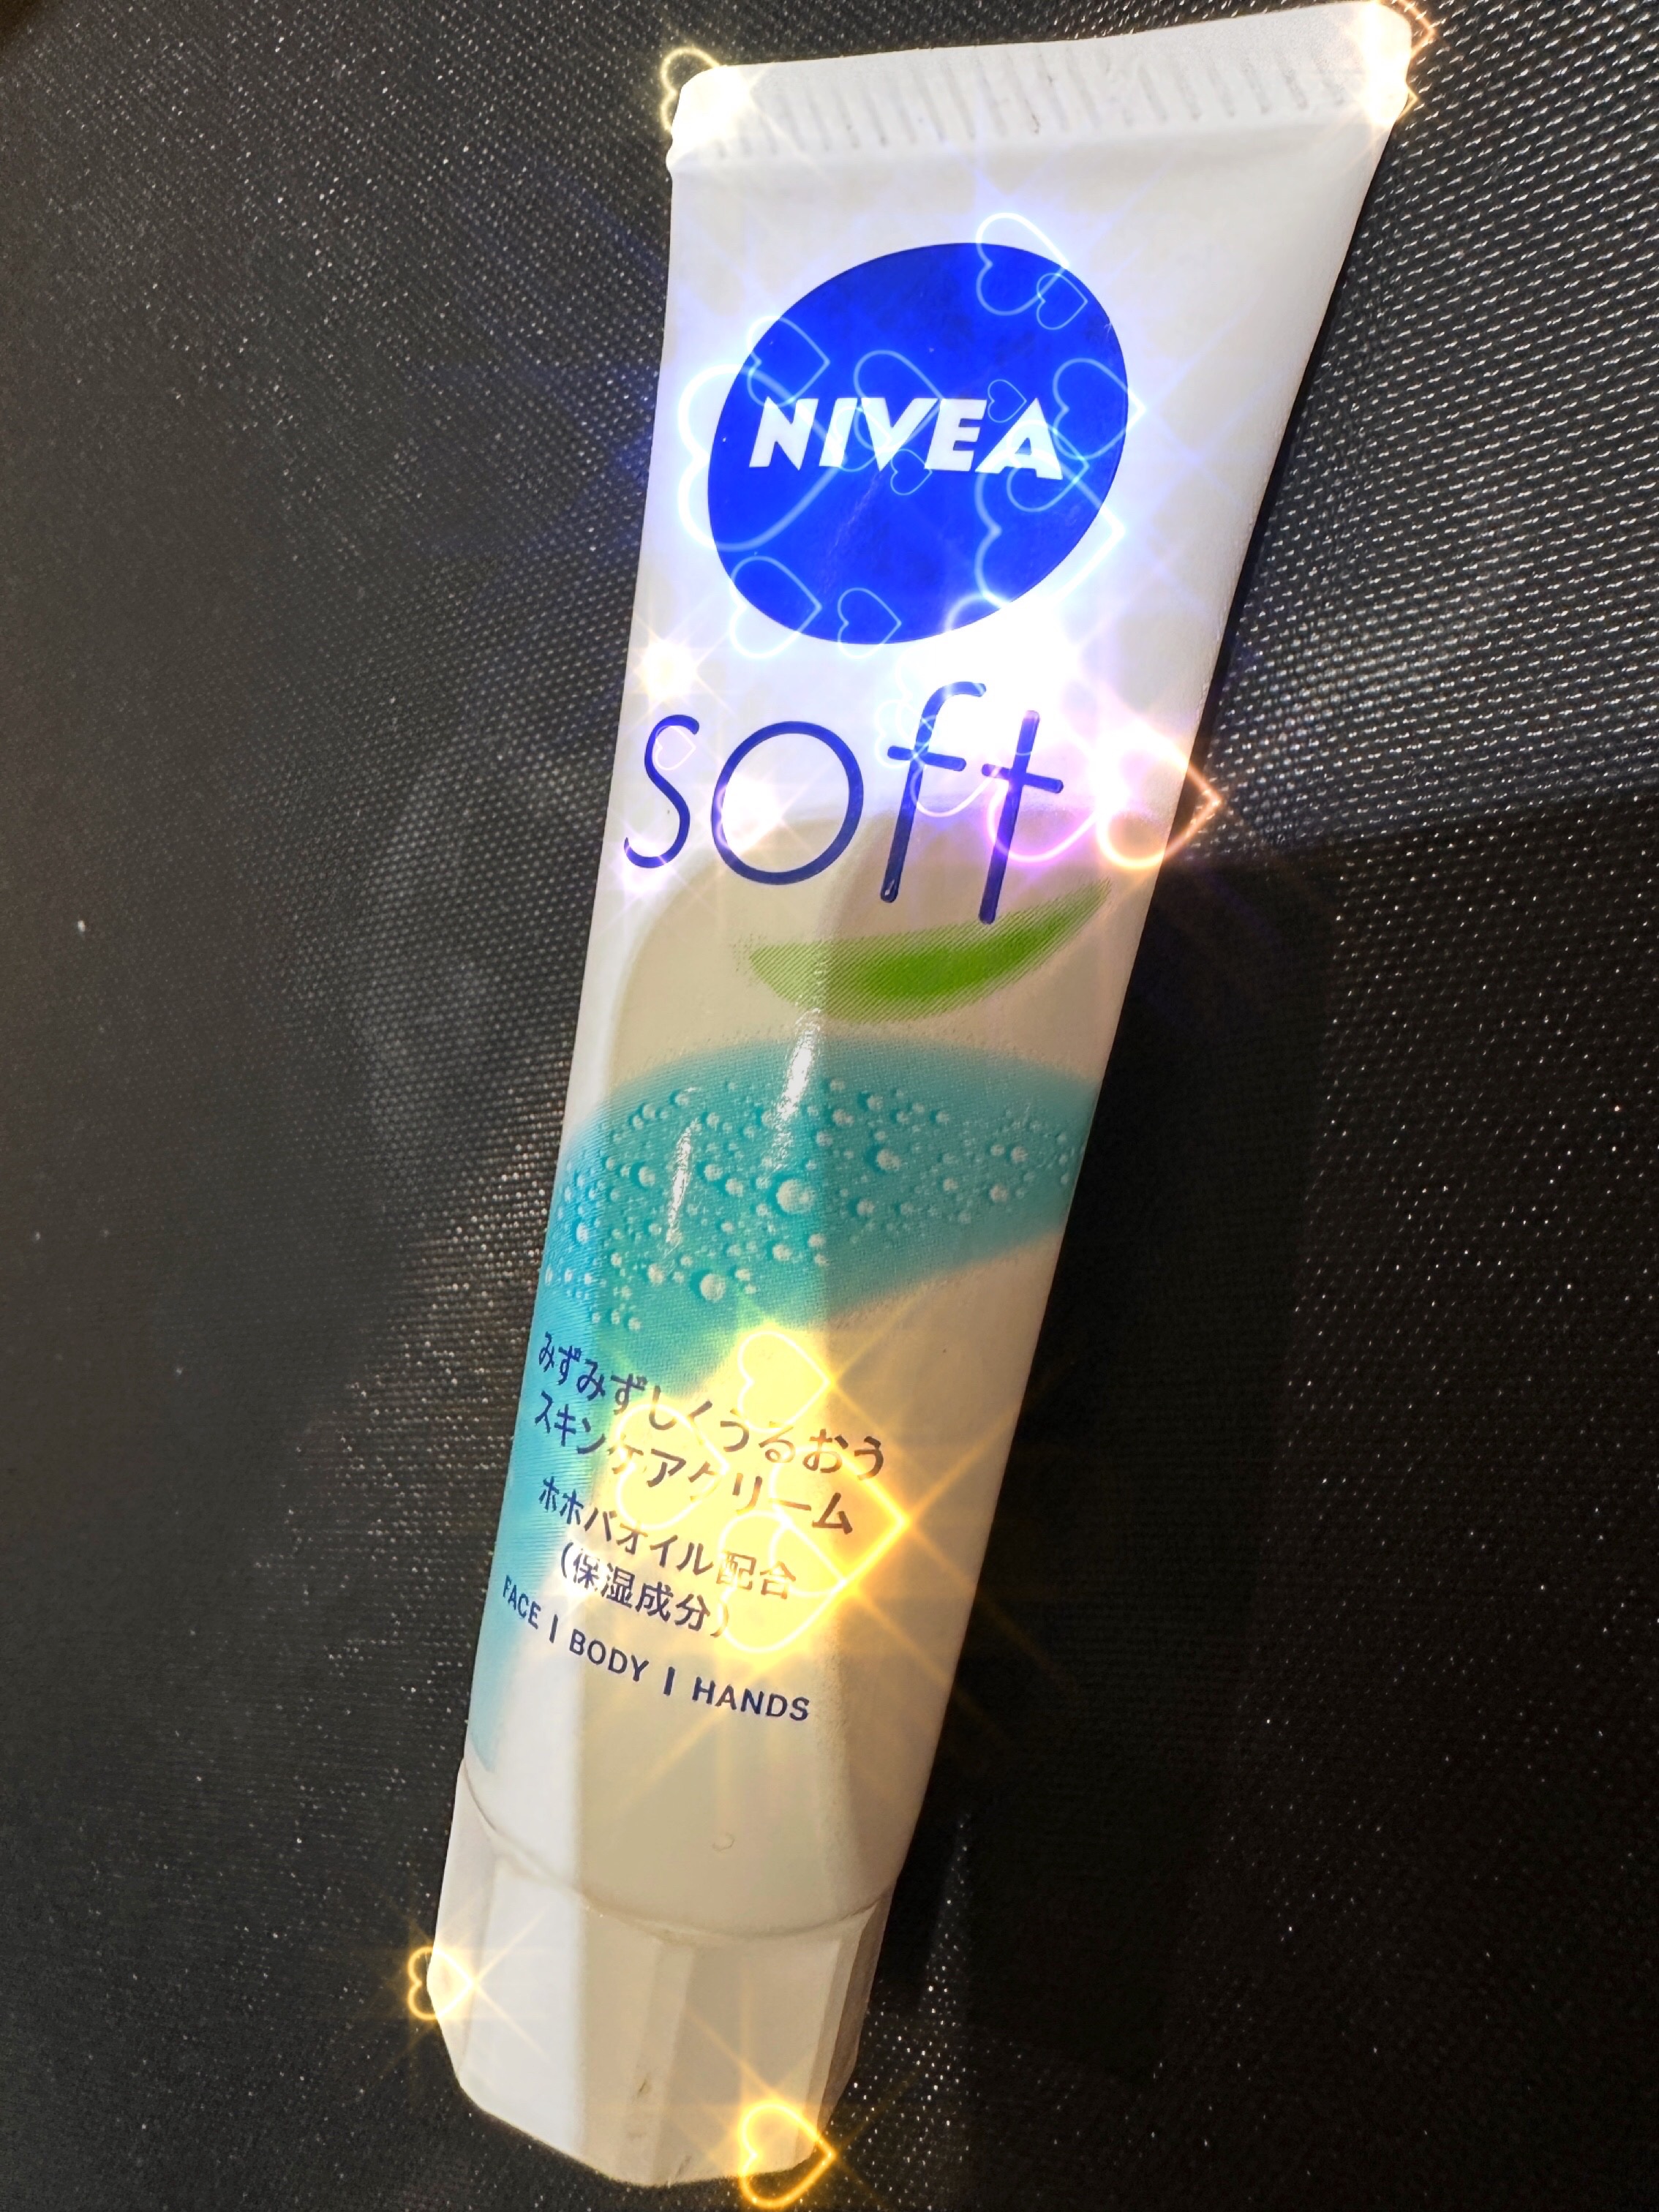 NIVEA
soft
みずみずしくうるおう
スキンケアクリーム
ホホバオイル配合
(保湿成分)
FACE | BODY | HANDS